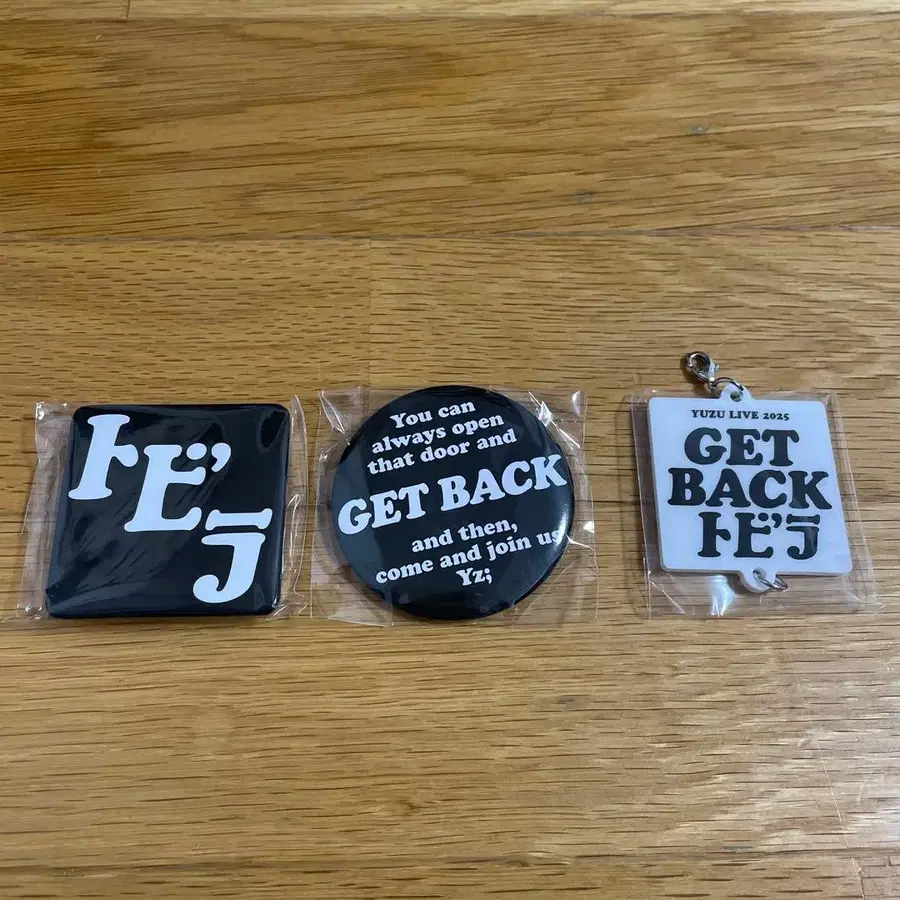 トビラ
You can
always open
that door and
GET BACK
and then,
come and join us
Yz;
YUZU LIVE 2025
GET
BACK
トビラ